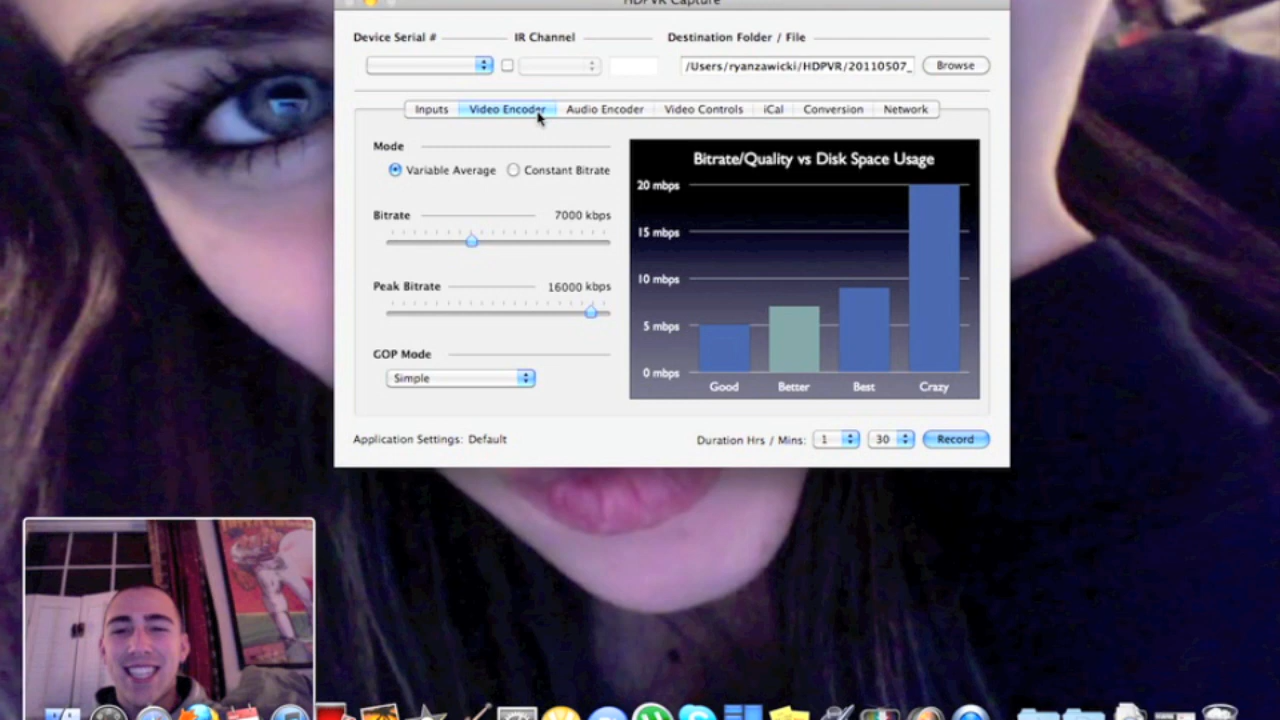 HDPVR Capture
Device Serial #
IR Channel
Destination Folder / File
/Users/ryanzawicki/HDPVR/20110507_
Browse
Inputs
Video Encoder
Audio Encoder
Video Controls
iCal
Conversion
Network
Mode
Variable Average
Constant Bitrate
Bitrate
7000 kbps
Peak Bitrate
16000 kbps
GOP Mode
Simple
Bitrate/Quality vs Disk Space Usage
20 mbps
15 mbps
10 mbps
5 mbps
0 mbps
Good
Better
Best
Crazy
Application Settings: Default
Duration Hrs / Mins:
1
30
Record